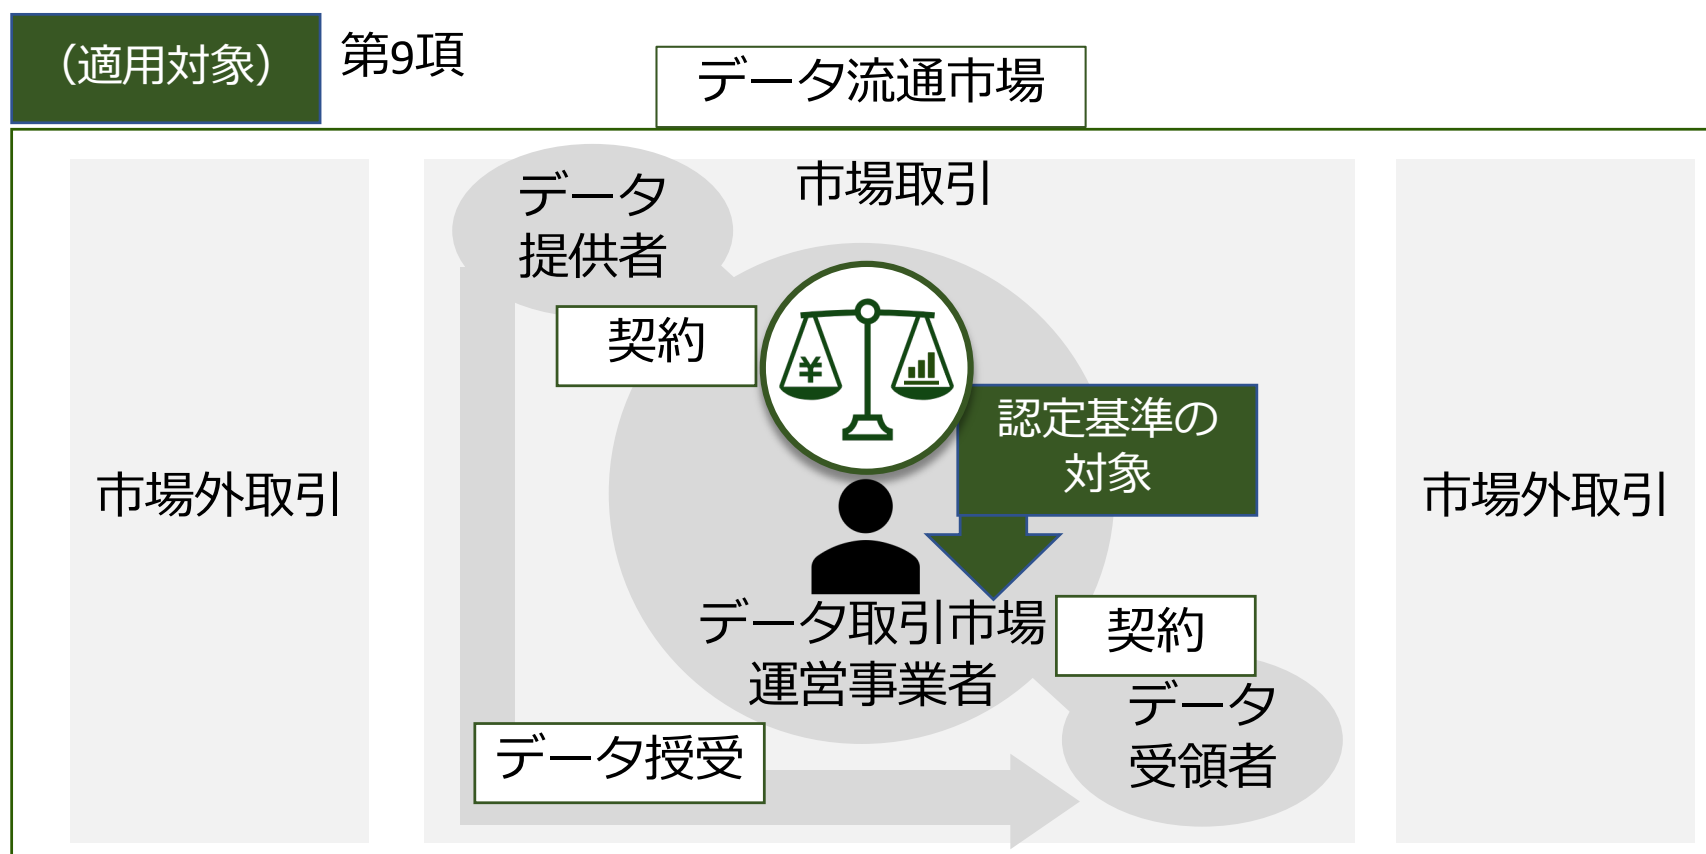 （適用対象）
第9項
データ流通市場
市場取引
データ
提供者
契約
¥
認定基準の
対象
市場外取引
市場外取引
データ取引市場
運営事業者
契約
データ
受領者
データ授受